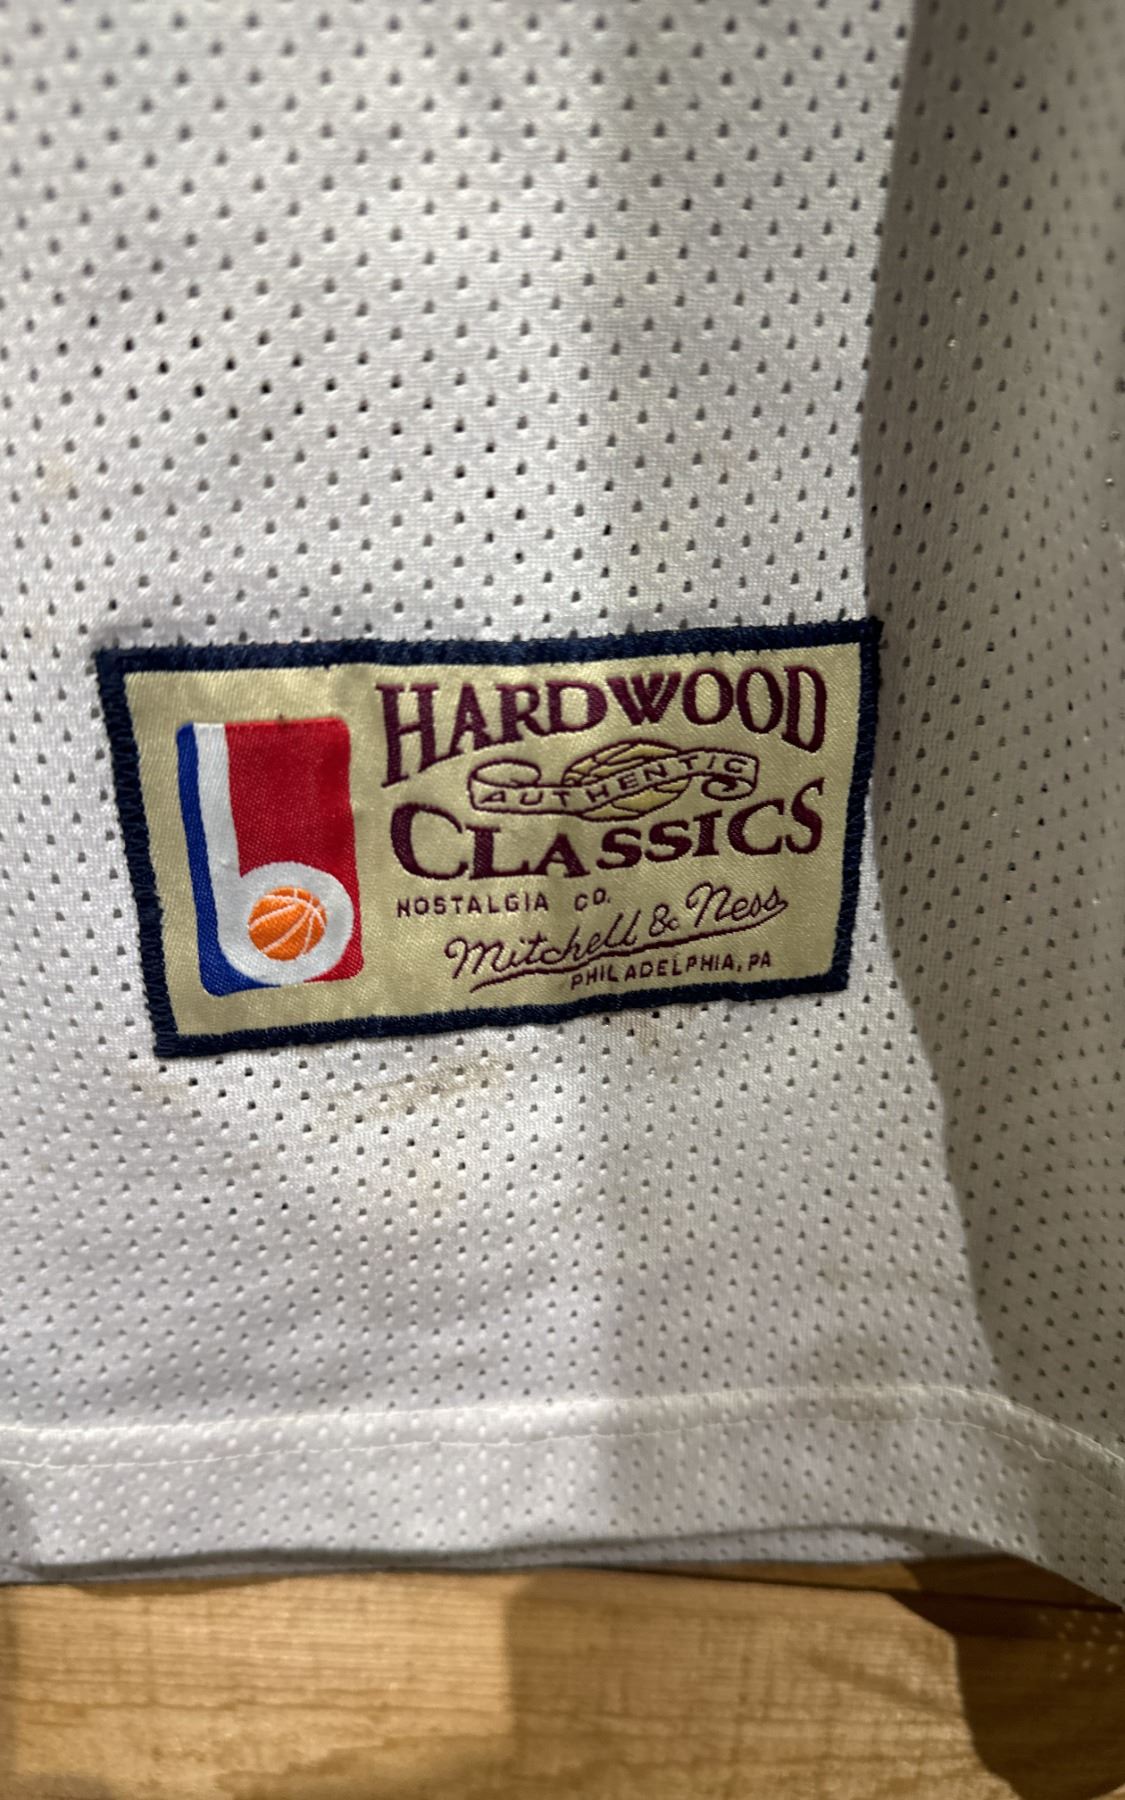 HARDWOOD
AUTHENTIC
CLASSICS
NOSTALGIA CO.
Mitchell & Ness
PHILADELPHIA, PA
b